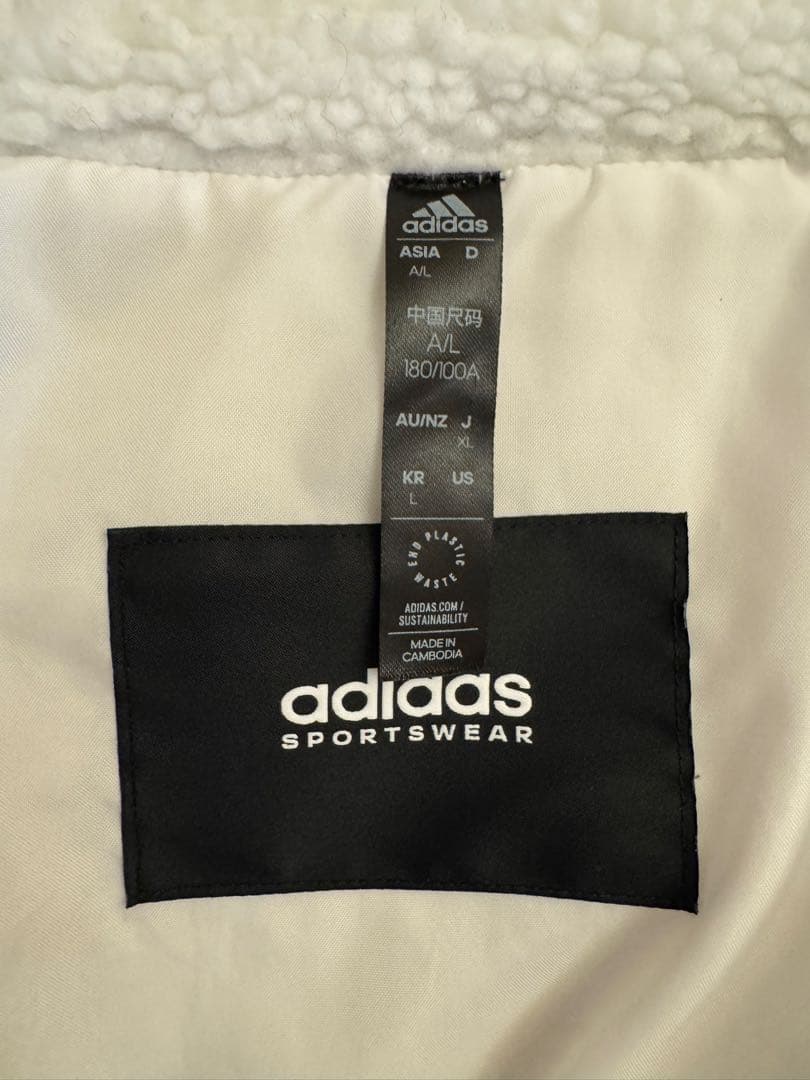 adidas
ASIA D
A/L
中国尺码
A/L
180/100A
AU/NZ J
XL
KR US
L
END PLASTIC WASTE
ADIDAS.COM/
SUSTAINABILITY
MADE IN
CAMBODIA
adidas
SPORTSWEAR